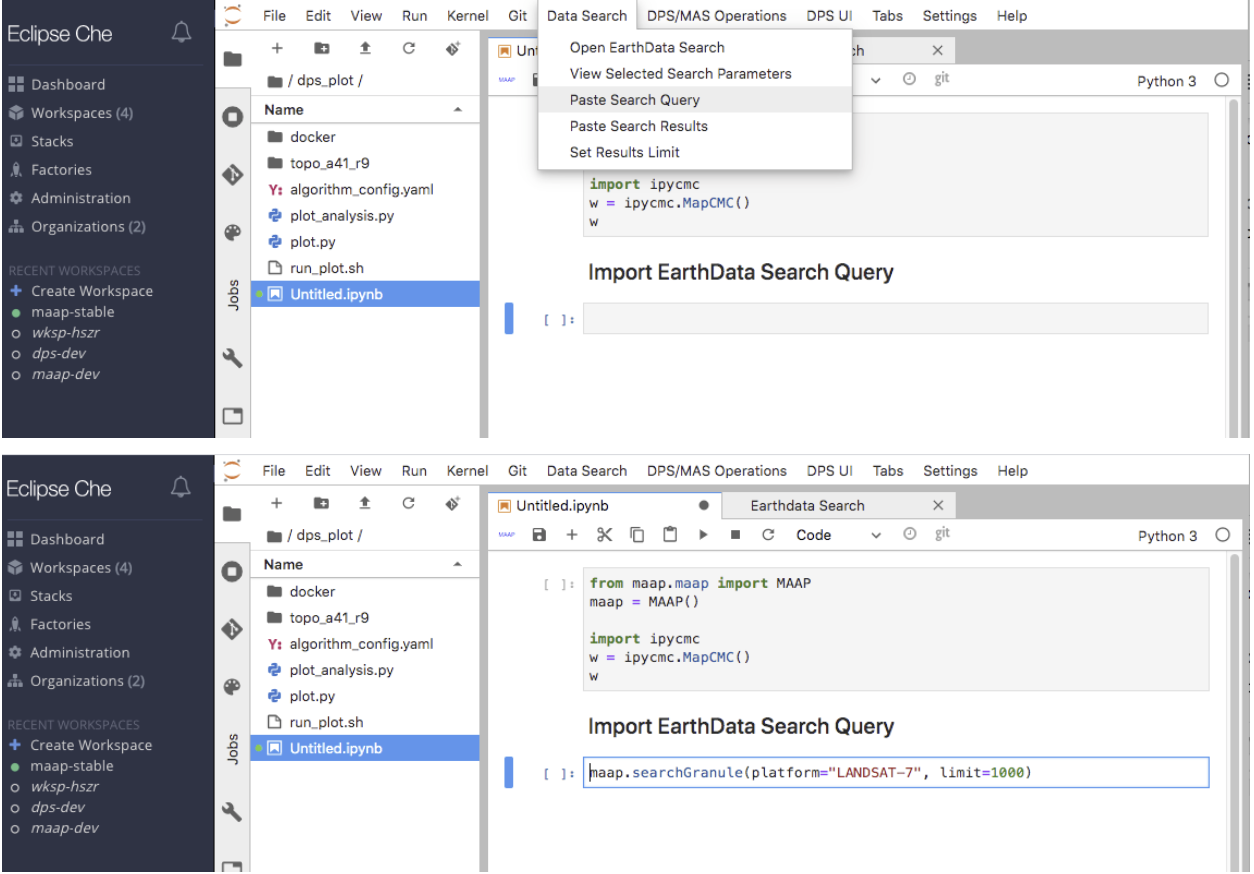 Eclipse Che
File Edit View Run Kernel Git Data Search DPS/MAS Operations DPS UI Tabs Settings Help
Dashboard
Workspaces (4)
Stacks
Factories
Administration
Organizations (2)
RECENT WORKSPACES
Create Workspace
maap-stable
wksp-hszr
dps-dev
maap-dev
/ dps_plot /
Name
docker
topo_a41_r9
Y: algorithm_config.yaml
plot_analysis.py
plot.py
run_plot.sh
Untitled.ipynb
Jobs
Open EarthData Search
View Selected Search Parameters
Paste Search Query
Paste Search Results
Set Results Limit
git
Python 3
import ipycmc
w = ipycmc.MapCMC()
w
Import EarthData Search Query
[ ]:
Eclipse Che
File Edit View Run Kernel Git Data Search DPS/MAS Operations DPS UI Tabs Settings Help
Dashboard
Workspaces (4)
Stacks
Factories
Administration
Organizations (2)
RECENT WORKSPACES
Create Workspace
maap-stable
wksp-hszr
dps-dev
maap-dev
/ dps_plot /
Name
docker
topo_a41_r9
Y: algorithm_config.yaml
plot_analysis.py
plot.py
run_plot.sh
Untitled.ipynb
Jobs
Untitled.ipynb Earthdata Search
MAAP Code git Python 3
[ ]: from maap.maap import MAAP
maap = MAAP()
import ipycmc
w = ipycmc.MapCMC()
w
Import EarthData Search Query
[ ]: maap.searchGranule(platform="LANDSAT-7", limit=1000)